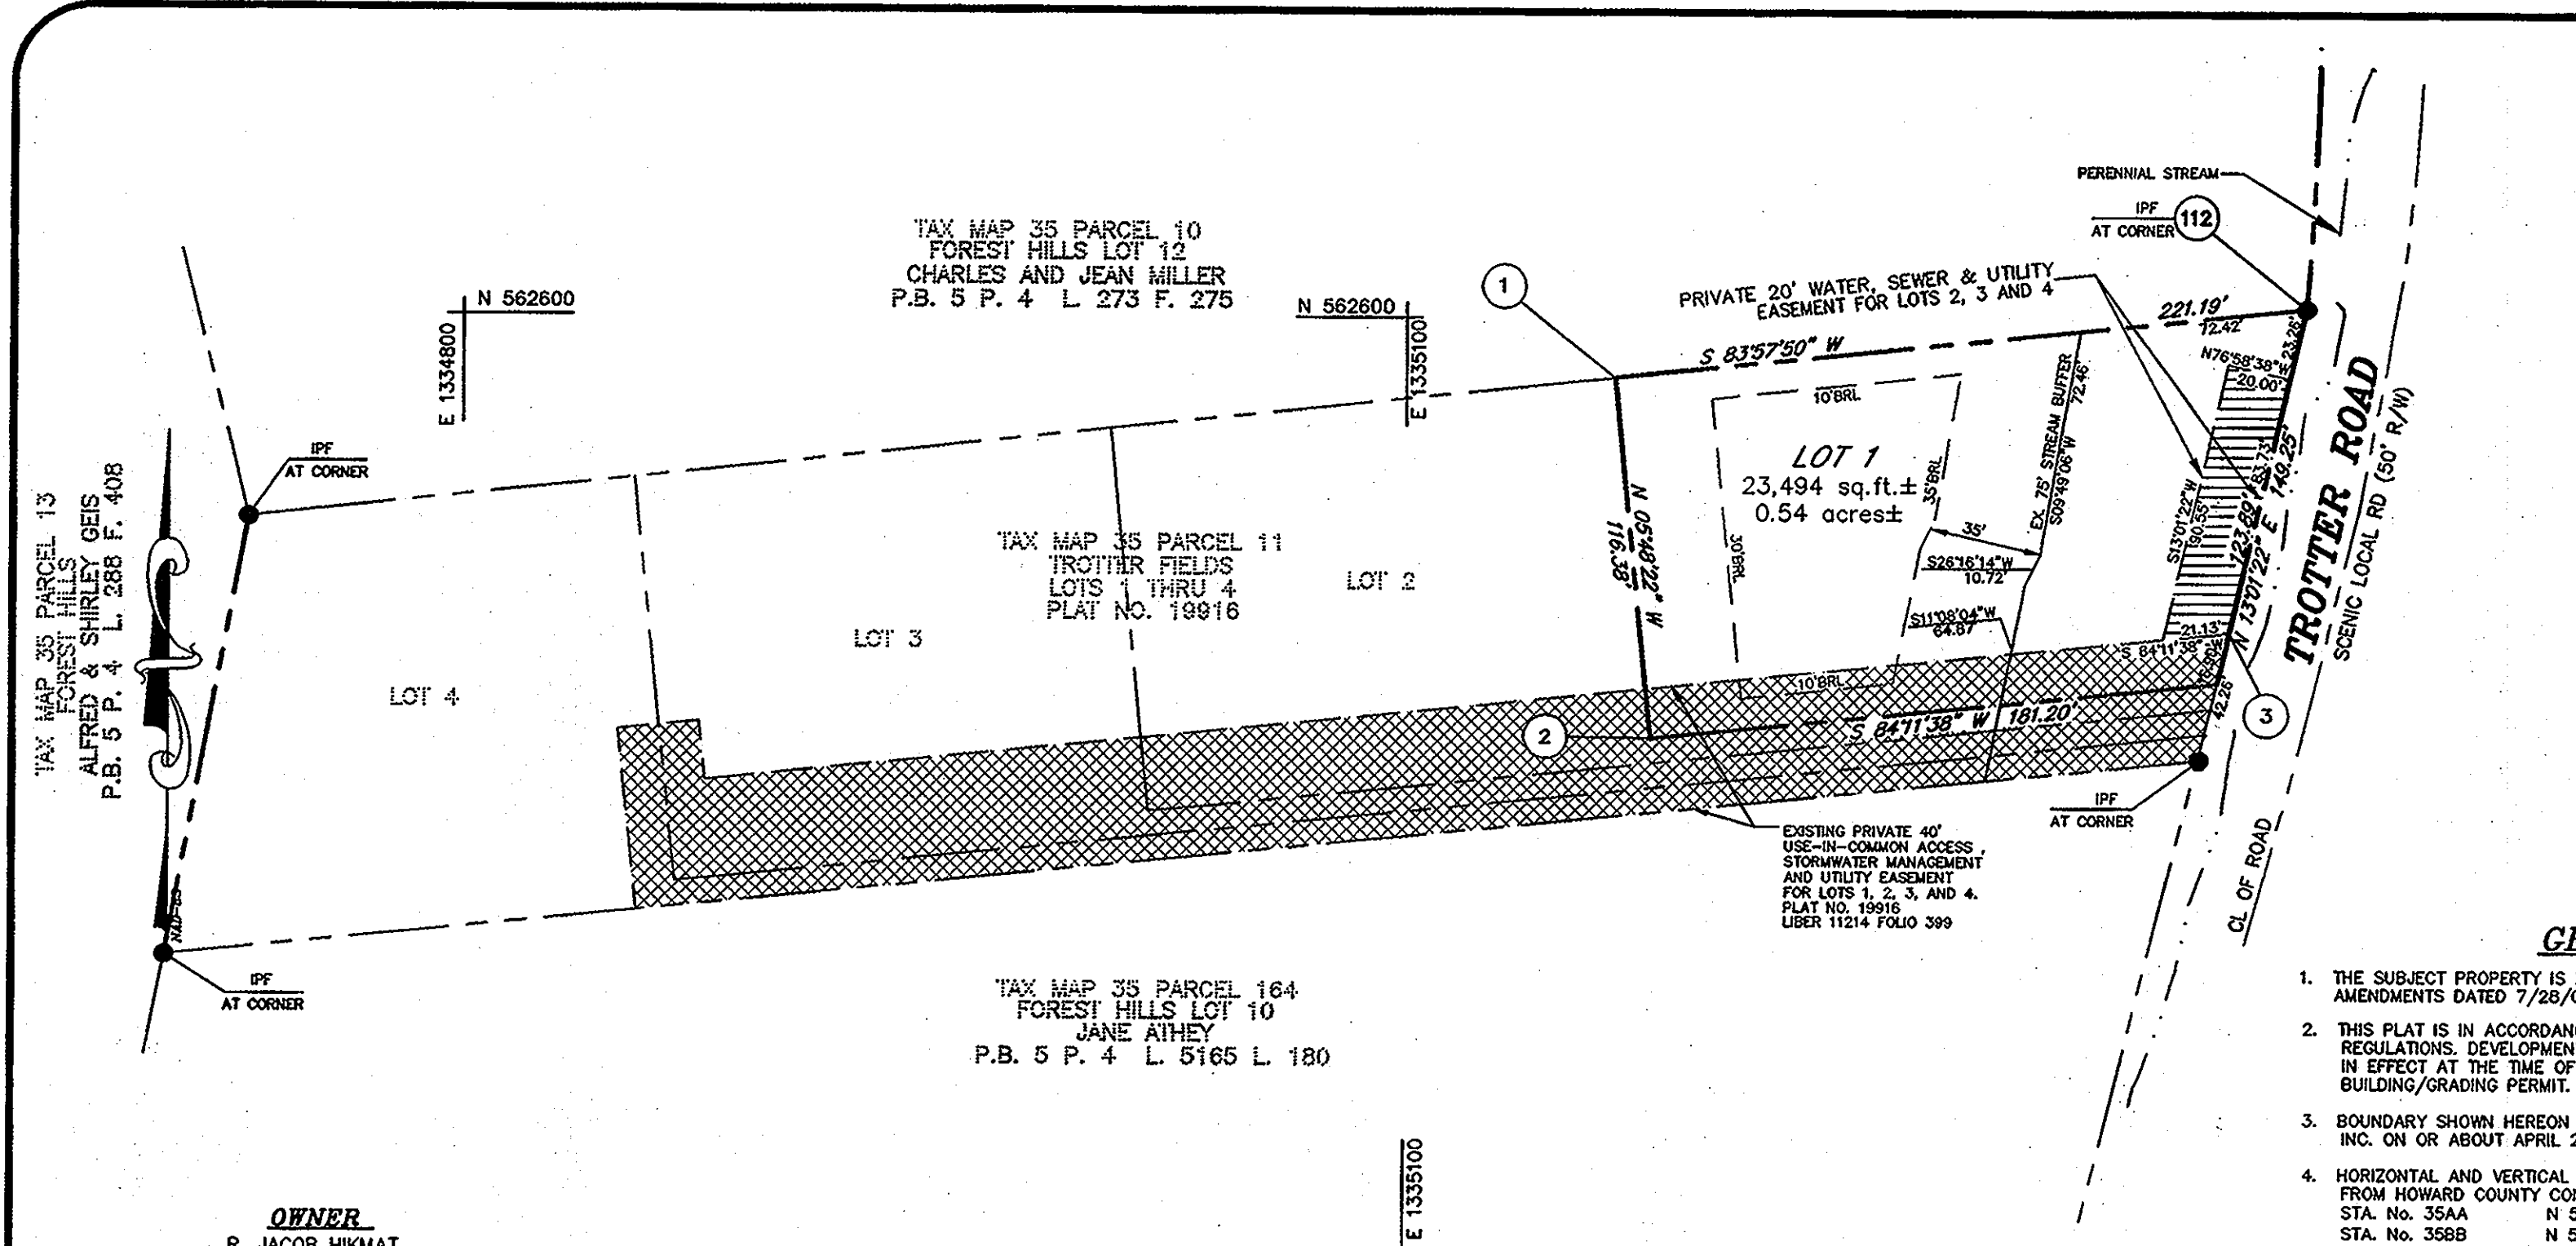 TAX MAP 35 PARCEL 10
FOREST HILLS LOT 12
CHARLES AND JEAN MILLER
P.B. 5 P. 4 L 273 F. 275
N 562600
E 1334800
N 562600
E 1335100
PERENNIAL STREAM
IPF
AT CORNER
112
1
PRIVATE 20' WATER, SEWER & UTILITY
EASEMENT FOR LOTS 2, 3 AND 4
221.19'
72.42'
S 83°57'50" W
23.26'
N76°58'38"W
20.00'
10'BRL
EX. 75' STREAM BUFFER
72.46'
S09°49'06"W
LOT 1
23,494 sq.ft.±
0.54 acres±
35'BRL
35'
30'BRL
S26°16'14"W
10.72'
S11°08'04"W
64.87'
S13°01'22"W
90.55'
83.73'
123.89'
149.25'
N 13°01'22" E
TROTTER ROAD
SCENIC LOCAL RD (50' R/W)
N 05°48'22" W
116.38'
21.13'
S 84°11'38" W
42.26'
10'BRL
S 84°11'38" W 181.20'
2
3
IPF
AT CORNER
TAX MAP 35 PARCEL 13
FOREST HILLS
ALFRED & SHIRLEY GEIS
P.B. 5 P. 4 L. 288 F. 408
IPF
AT CORNER
TAX MAP 35 PARCEL 11
TROTTER FIELDS
LOTS 1 THRU 4
PLAT NO. 19916
LOT 2
LOT 3
LOT 4
NAD-83
IPF
AT CORNER
EXISTING PRIVATE 40'
USE-IN-COMMON ACCESS,
STORMWATER MANAGEMENT
AND UTILITY EASEMENT
FOR LOTS 1, 2, 3, AND 4.
PLAT NO. 19916
LIBER 11214 FOLIO 399
CL OF ROAD
TAX MAP 35 PARCEL 164
FOREST HILLS LOT 10
JANE ATHEY
P.B. 5 P. 4 L. 5165 L. 180
E 1335100
OWNER
R. JACOB HIKMAT
1. THE SUBJECT PROPERTY IS
AMENDMENTS DATED 7/28/
2. THIS PLAT IS IN
REGULATIONS.
IN EFFECT AT THE TIME OF
BUILDING/GRADING PERMIT.
3. BOUNDARY SHOWN HEREON
INC. ON OR ABOUT APRIL
4. HORIZONTAL AND VERTICAL
FROM HOWARD COUNTY
STA. No. 35AA N 5
STA. No. 35BB N 5